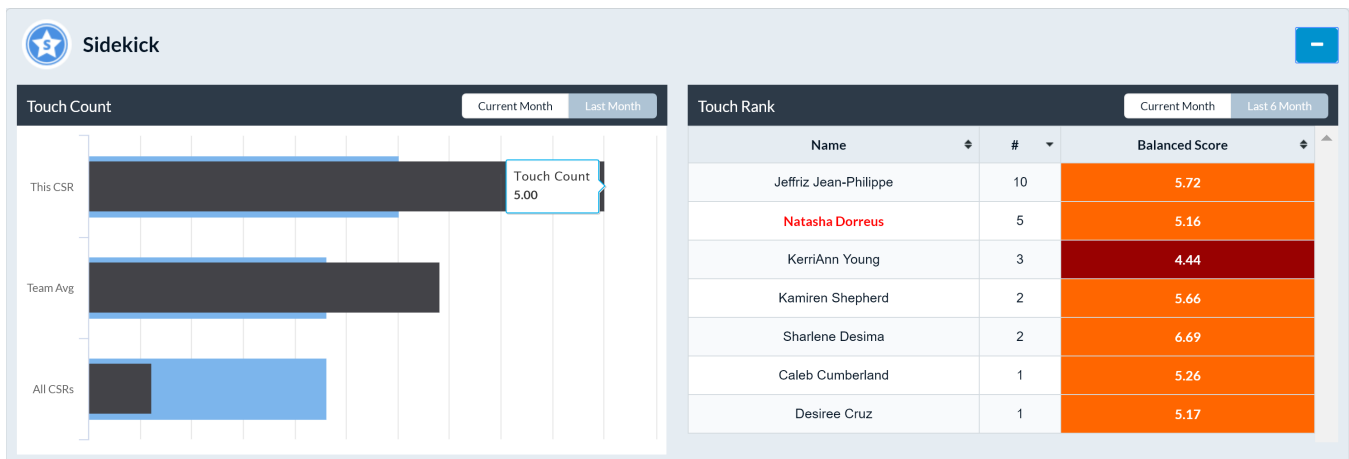 S
Sidekick
Touch Count
Current Month Last Month
This CSR
Touch Count
5.00
Team Avg
All CSRs
Touch Rank
Current Month Last 6 Month
Name # Balanced Score
Jeffriz Jean-Philippe 10 5.72
Natasha Dorreus 5 5.16
KerriAnn Young 3 4.44
Kamiren Shepherd 2 5.66
Sharlene Desima 2 6.69
Caleb Cumberland 1 5.26
Desiree Cruz 1 5.17